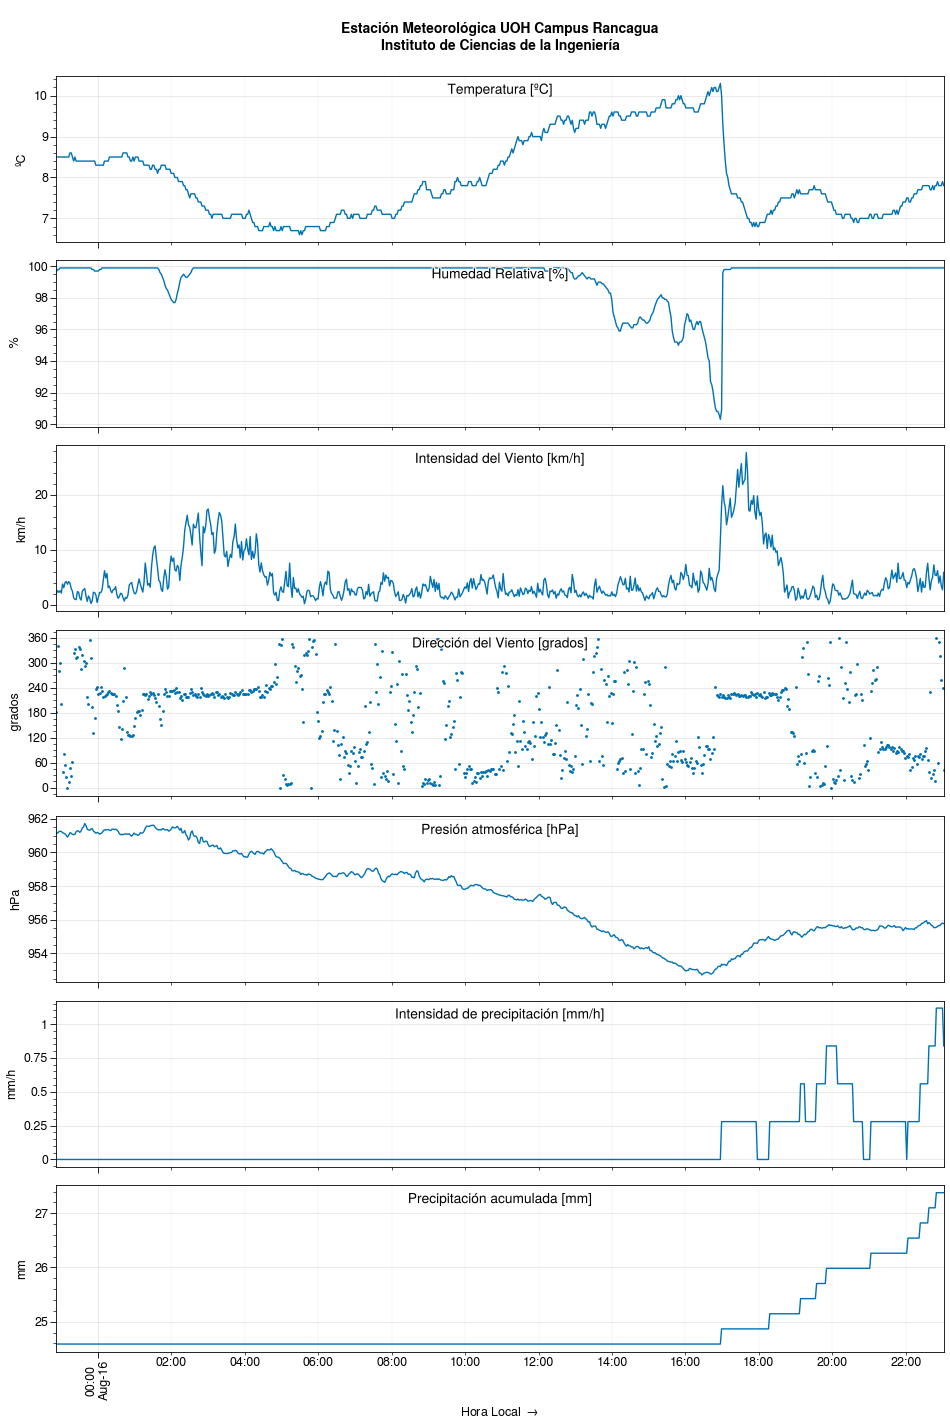 Estación Meteorológica UOH Campus Rancagua
Instituto de Ciencias de la Ingeniería
Temperatura [ºC]
ºC
10
9
8
7
Humedad Relativa [%]
%
100
98
96
94
92
90
Intensidad del Viento [km/h]
km/h
20
10
0
Dirección del Viento [grados]
grados
360
300
240
180
120
60
0
Presión atmosférica [hPa]
hPa
962
960
958
956
954
Intensidad de precipitación [mm/h]
mm/h
1
0.75
0.5
0.25
0
Precipitación acumulada [mm]
mm
27
26
25
00:00
Aug-16
02:00
04:00
06:00
08:00
10:00
12:00
14:00
16:00
18:00
20:00
22:00
Hora Local →